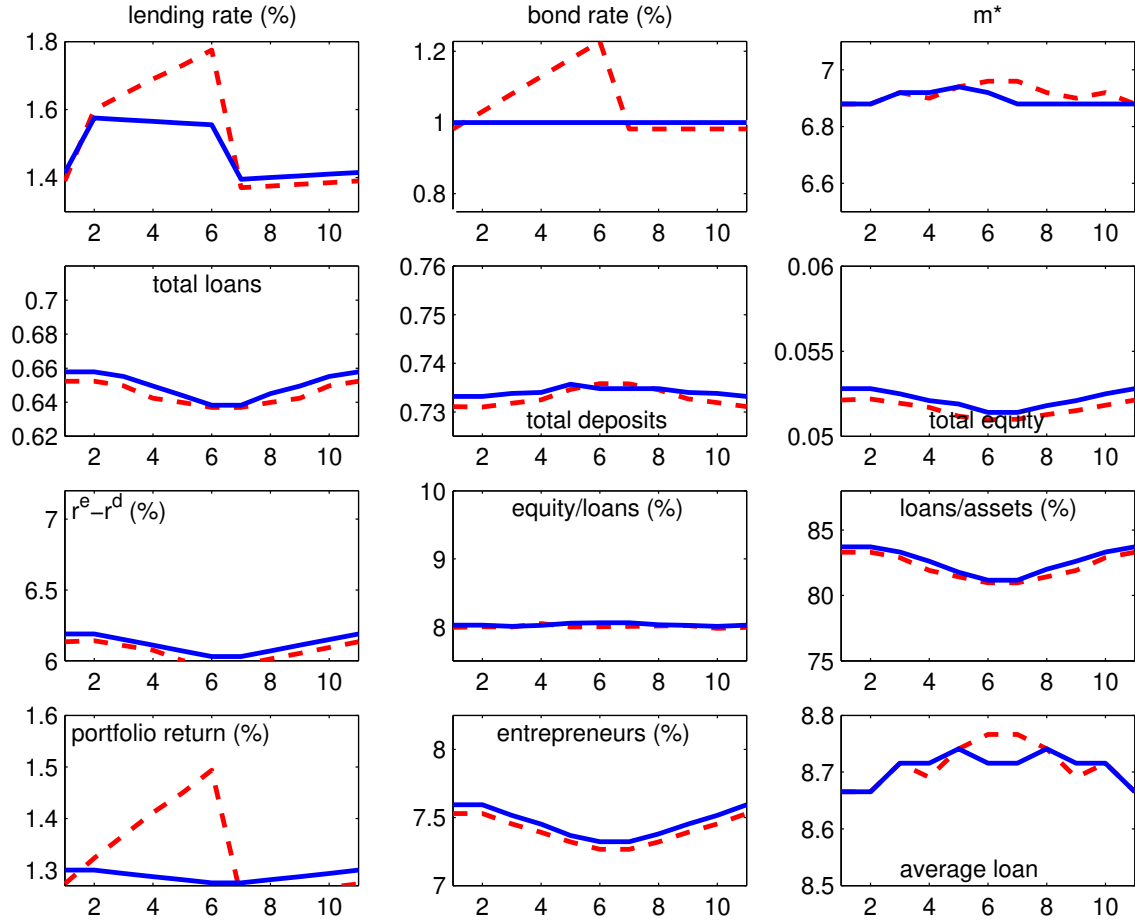 lending rate (%)
bond rate (%)
m*
1.8
1.6
1.4
2 4 6 8 10
1.2
1
0.8
2 4 6 8 10
7
6.8
6.6
2 4 6 8 10
total loans
0.7
0.68
0.66
0.64
0.62
2 4 6 8 10
0.76
0.75
0.74
0.73
total deposits
2 4 6 8 10
0.06
0.055
0.05
total equity
2 4 6 8 10
r^e−r^d (%)
7
6.5
6
2 4 6 8 10
equity/loans (%)
10
9
8
2 4 6 8 10
loans/assets (%)
85
80
75
2 4 6 8 10
portfolio return (%)
1.6
1.5
1.4
1.3
2 4 6 8 10
entrepreneurs (%)
8
7.5
7
2 4 6 8 10
8.8
8.7
8.6
8.5
average loan
2 4 6 8 10